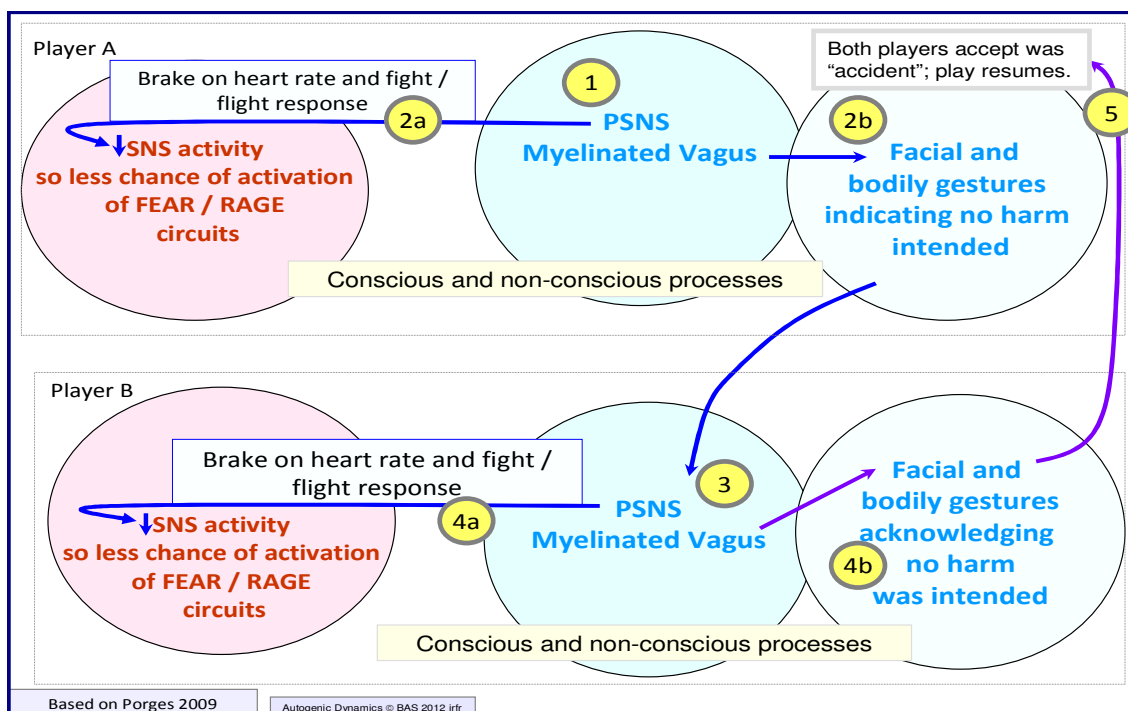 Player A
Brake on heart rate and fight /
flight response
2a
SNS activity
so less chance of activation
of FEAR / RAGE
circuits
1
PSNS
Myelinated Vagus
Both players accept was
“accident”; play resumes.
5
2b
Facial and
bodily gestures
indicating no harm
intended
Conscious and non-conscious processes
Player B
Brake on heart rate and fight /
flight response
4a
SNS activity
so less chance of activation
of FEAR / RAGE
circuits
3
PSNS
Myelinated Vagus
Facial and
bodily gestures
acknowledging
no harm
was intended
4b
Conscious and non-conscious processes
Based on Porges 2009
Autogenic Dynamics © BAS 2012 irfr